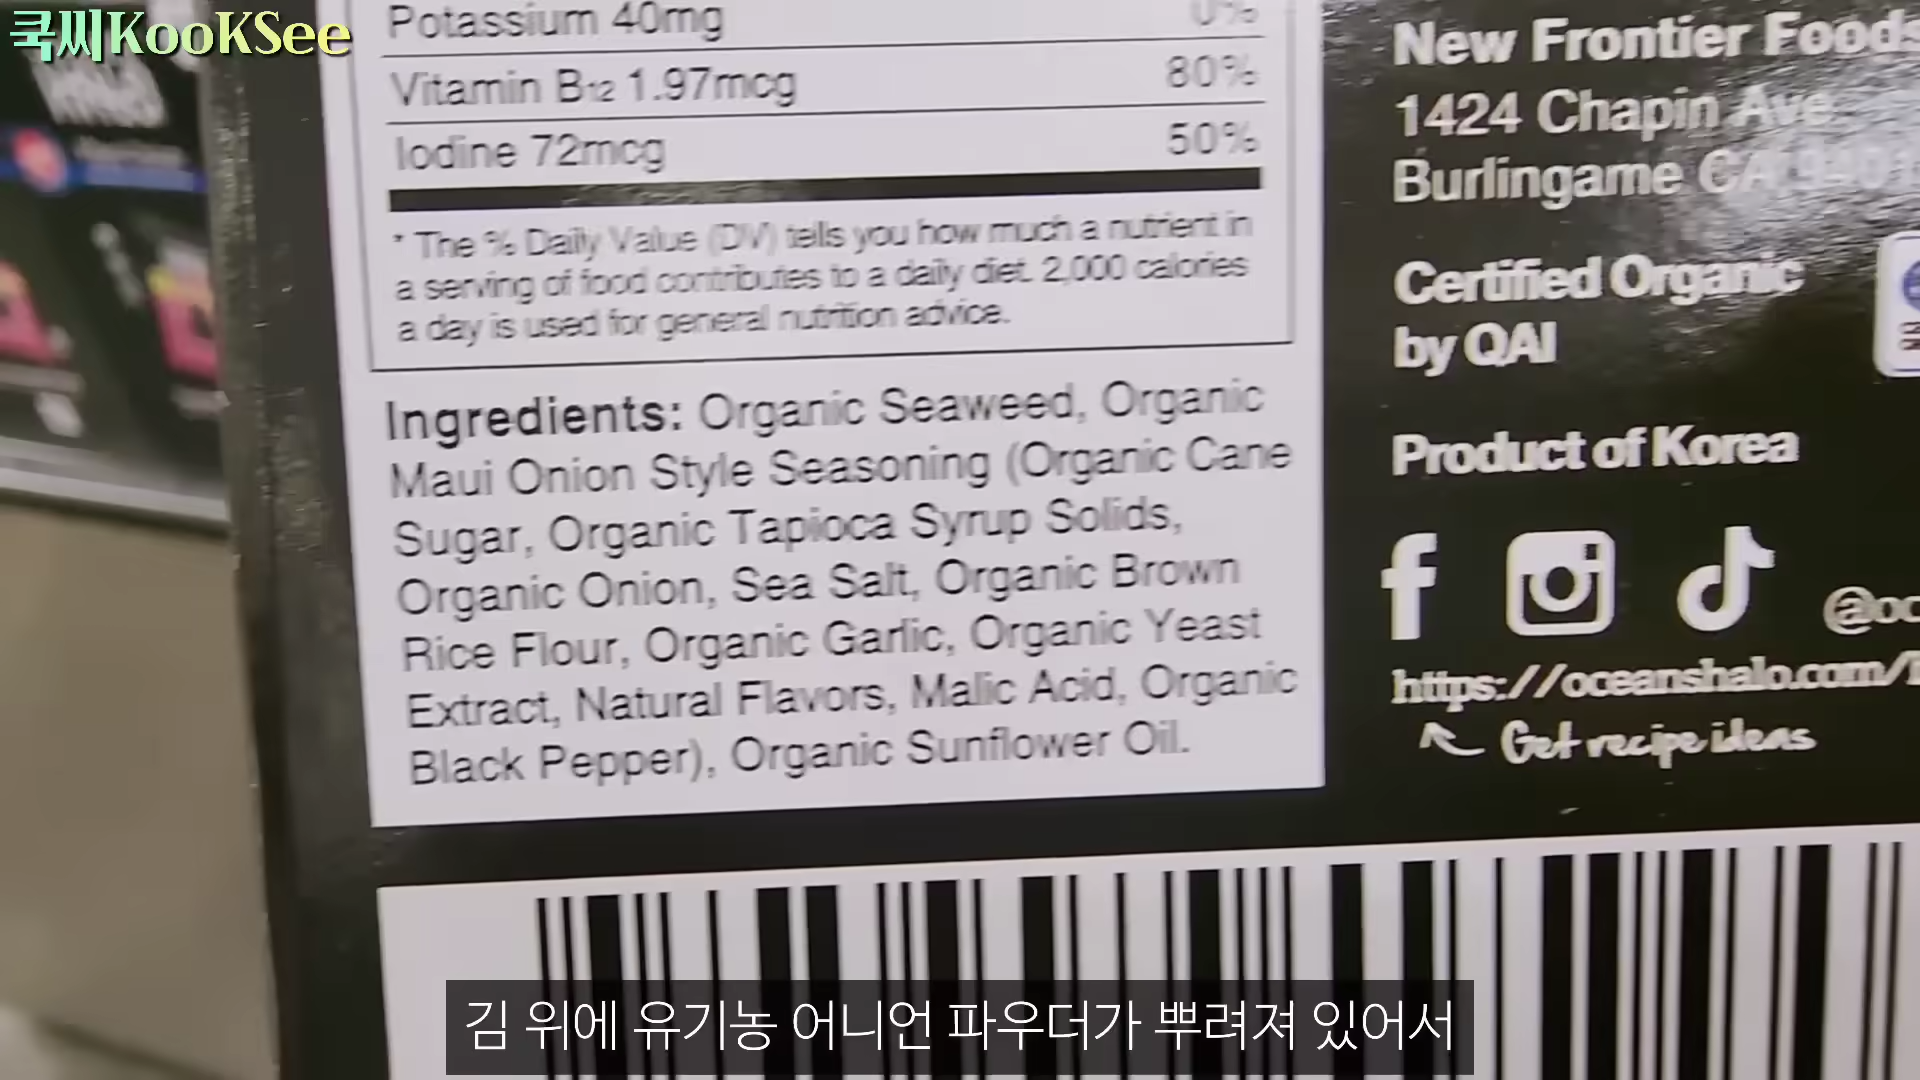 쿡씨KooKSee
Potassium 40mg 0%
Vitamin B12 1.97mcg 80%
Iodine 72mcg 50%
* The % Daily Value (DV) tells you how much a nutrient in
a serving of food contributes to a daily diet. 2,000 calories
a day is used for general nutrition advice.
Ingredients: Organic Seaweed, Organic
Maui Onion Style Seasoning (Organic Cane
Sugar, Organic Tapioca Syrup Solids,
Organic Onion, Sea Salt, Organic Brown
Rice Flour, Organic Garlic, Organic Yeast
Extract, Natural Flavors, Malic Acid, Organic
Black Pepper), Organic Sunflower Oil.
New Frontier Foods
1424 Chapin Ave
Burlingame CA
Certified Organic
by QAI
Product of Korea
https://oceanshalo.com/
Get recipe ideas
김 위에 유기농 어니언 파우더가 뿌려져 있어서